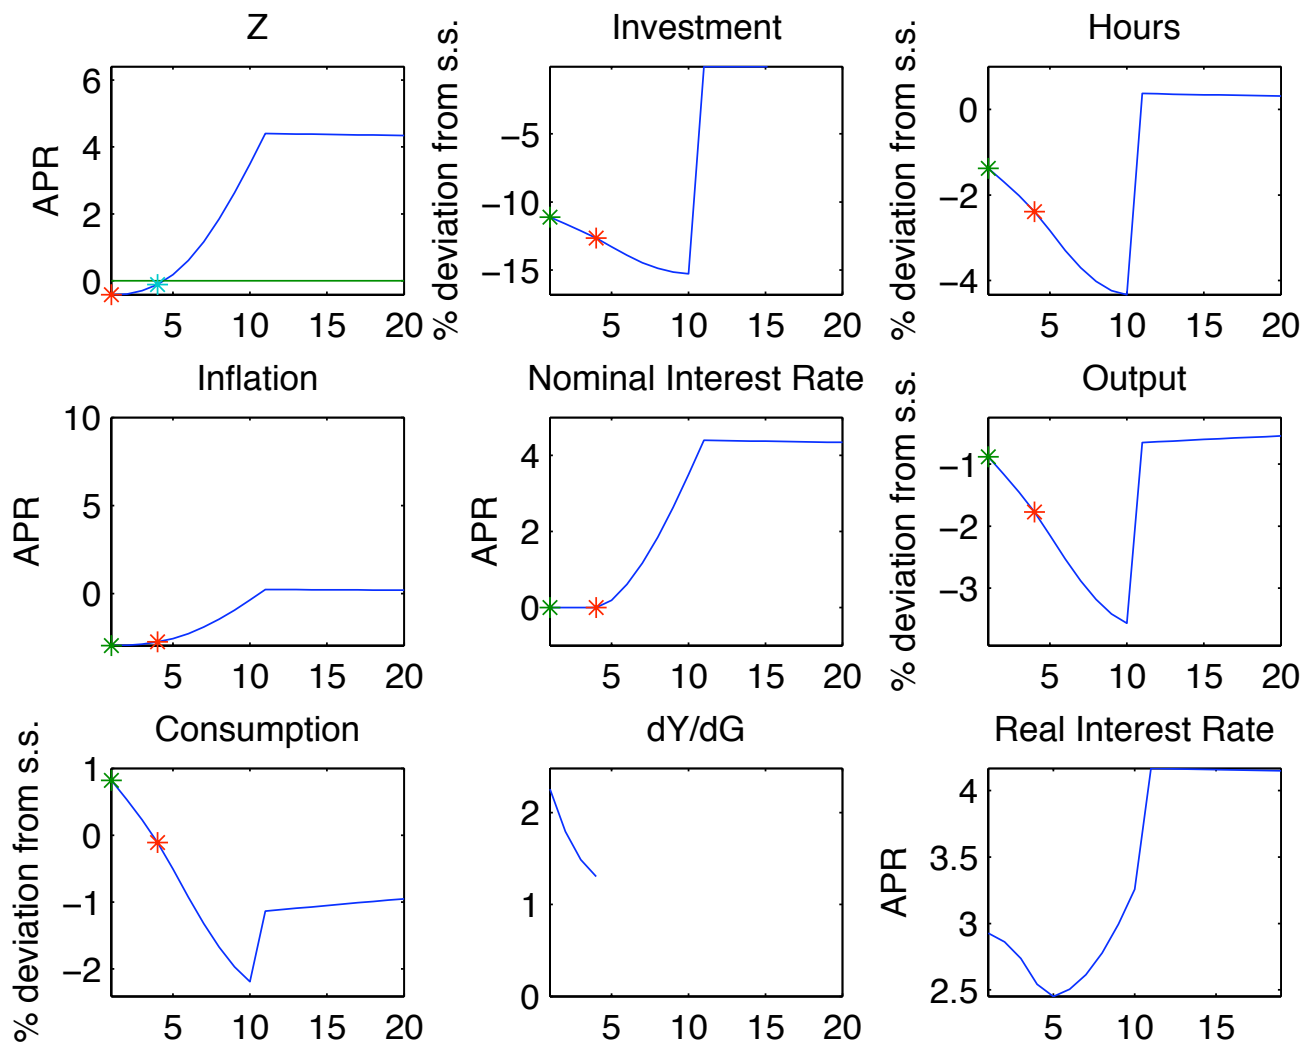 Z
APR
6
4
2
0
5 10 15 20
Investment
% deviation from s.s.
−5
−10
−15
5 10 15 20
Hours
% deviation from s.s.
0
−2
−4
5 10 15 20
Inflation
APR
10
5
0
5 10 15 20
Nominal Interest Rate
APR
4
2
0
5 10 15 20
Output
% deviation from s.s.
−1
−2
−3
5 10 15 20
Consumption
% deviation from s.s.
1
0
−1
−2
5 10 15 20
dY/dG
2
1
0
5 10 15 20
Real Interest Rate
APR
4
3.5
3
2.5
5 10 15